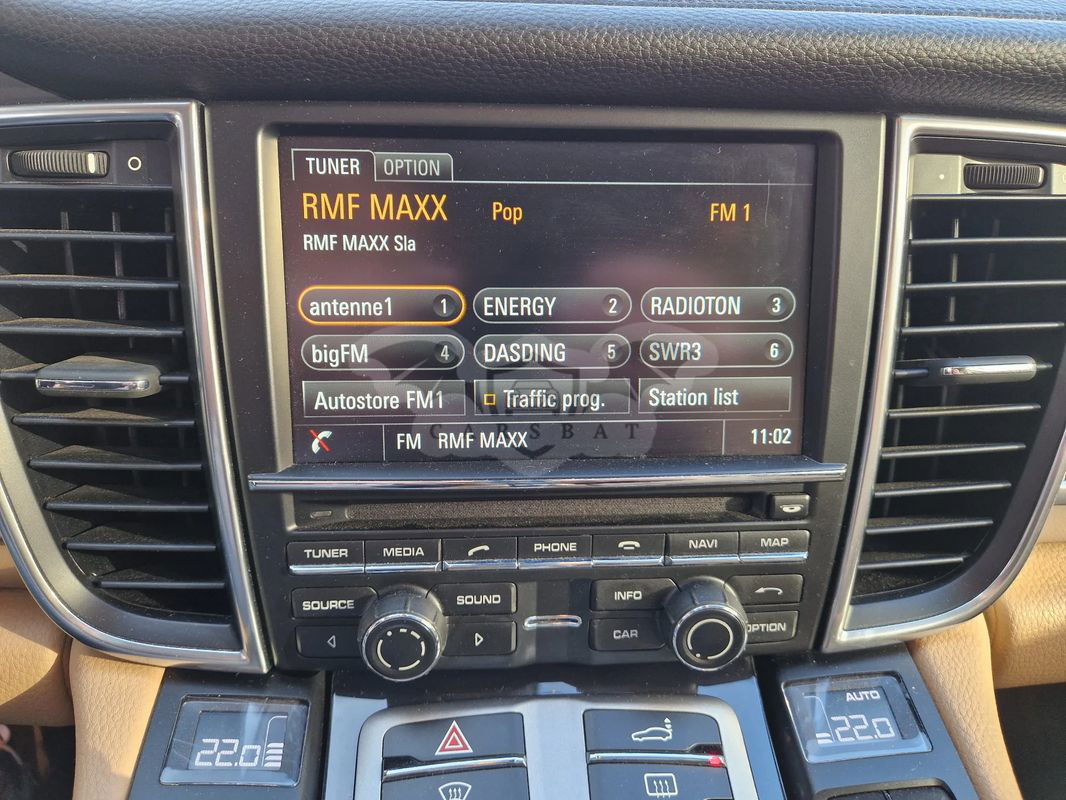 TUNER OPTION
RMF MAXX Pop FM 1
RMF MAXX Sla
antenne1 1 ENERGY 2 RADIOTON 3
bigFM 4 DASDING 5 SWR3 6
Autostore FM1 Traffic prog. Station list
CARSBAT
FM RMF MAXX 11:02
TUNER MEDIA PHONE NAVI MAP
SOURCE SOUND INFO
CAR OPTION
AUTO
22.0 22.0